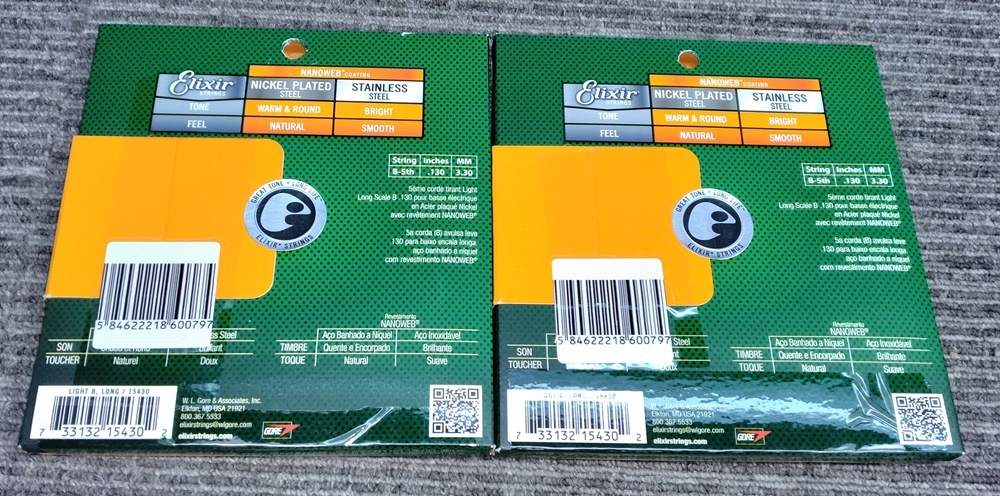 NANOWEB® COATING
Elixir STRINGS
NICKEL PLATED STEEL
STAINLESS STEEL
TONE WARM & ROUND BRIGHT
FEEL NATURAL SMOOTH
String Inches MM
B-5th .130 3.30
GREAT TONE • LONG LIFE™
ELIXIR® STRINGS
5ème corde tirant Light
Long Scale B .130 pour basse électrique
en Acier plaqué Nickel
avec revêtement NANOWEB®
5a corda (B) avulsa leve
130 para baixo escala longa
aço banhado a níquel
com revestimento NANOWEB®
5 84622218 600797
Revestimento
NANOWEB®
Aço Banhado a Níquel Aço Inoxidável
SON
TIMBRE Quente e Encorpado Brilhante
TOUCHER Naturel Doux
TOQUE Natural Suave
LIGHT B, LONG / 15430
7 33132 15430 2
W. L. Gore & Associates, Inc.
Elkton, MD USA 21921
800.367.5533
e:elixirstrings@wlgore.com
elixirstrings.com
GORE
NANOWEB® COATING
Elixir STRINGS
NICKEL PLATED STEEL
STAINLESS STEEL
TONE WARM & ROUND BRIGHT
FEEL NATURAL SMOOTH
String Inches MM
B-5th .130 3.30
GREAT TONE • LONG LIFE™
ELIXIR® STRINGS
5ème corde tirant Light
Long Scale B .130 pour basse électrique
en Acier plaqué Nickel
avec revêtement NANOWEB®
5a corda (B) avulsa leve
130 para baixo escala longa
aço banhado a níquel
com revestimento NANOWEB®
5 84622218 600797
Revestimento
NANOWEB®
Aço Banhado a Níquel Aço Inoxidável
SON
TIMBRE Quente e Encorpado Brilhante
TOUCHER Doux
TOQUE Natural Suave
7 33132 15430 2
W. L. Gore & Associates, Inc.
Elkton, MD USA 21921
800.367.5533
e:elixirstrings@wlgore.com
elixirstrings.com
GORE